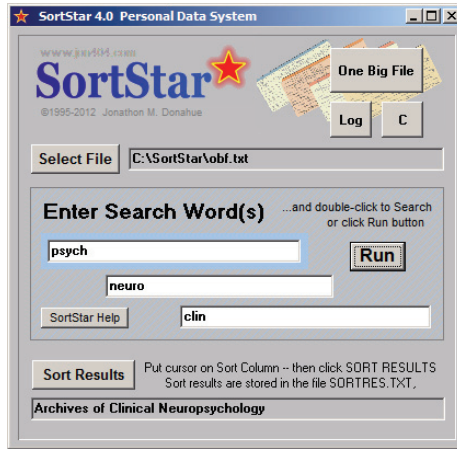 SortStar 4.0 Personal Data System
SortStar
©1995-2012 Jonathon M. Donahue
One Big File
Log
C
Select File
C:\SortStar\obf.txt
Enter Search Word(s)
...and double-click to Search
or click Run button
psych
Run
neuro
SortStar Help
clin
Sort Results
Put cursor on Sort Column -- then click SORT RESULTS
Sort results are stored in the file SORTRES.TXT,
Archives of Clinical Neuropsychology